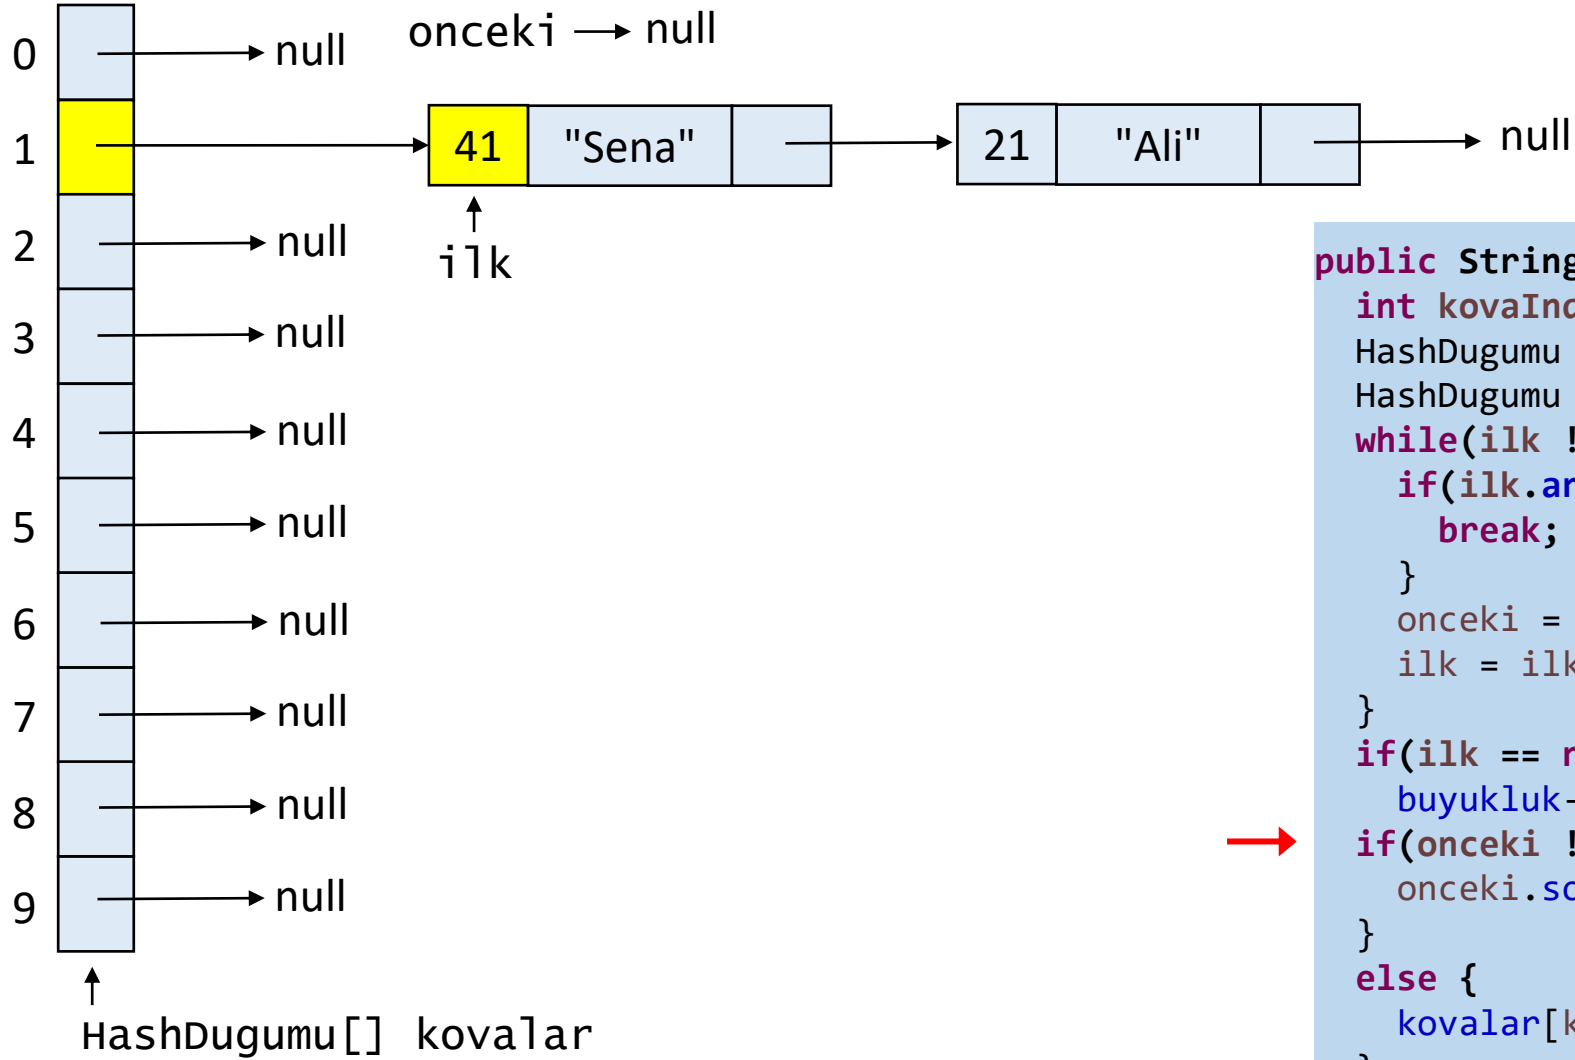 onceki → null
0 null
1 41 "Sena" 21 "Ali" null
ilk
2 null
3 null
4 null
5 null
6 null
7 null
8 null
9 null
HashDugumu[] kovalar
public String
int kovaInd
HashDugumu
HashDugumu
while(ilk !
if(ilk.an
break;
}
onceki =
ilk = ilk
}
if(ilk == n
buyukluk-
if(onceki !
onceki.so
}
else {
kovalar[k
}